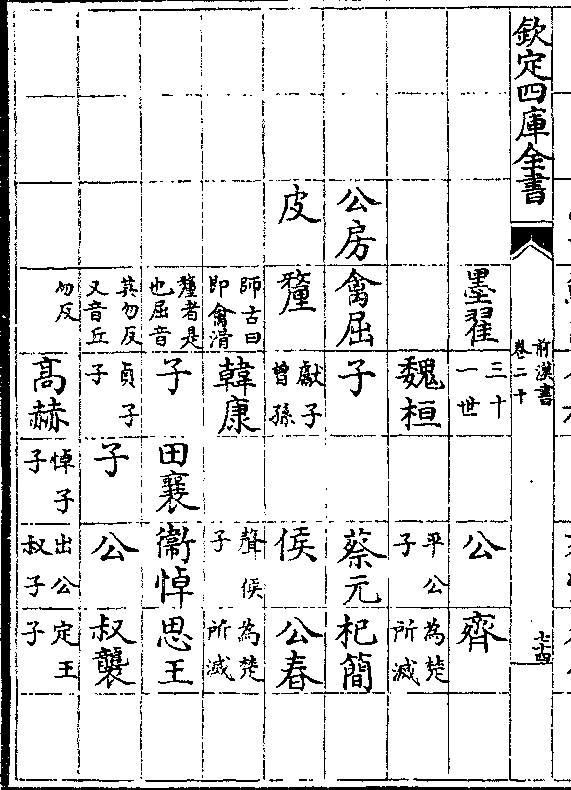 欽定四庫全書
前漢書
卷二十
七十四
墨翟 三十一世 公 齊
魏桓 平公子 為楚所滅
公房 禽屈 子 蔡元 杞簡
皮 釐 獻子曾孫 侯 公春
師古曰即禽滑 韓康 聲侯子 為楚所滅
釐者是也屈音 子 田襄 衞悼 思王
其勿反又音丘 貞子子 子 公 叔襲
勿反 高赫 悼子子 出公叔子 定王子